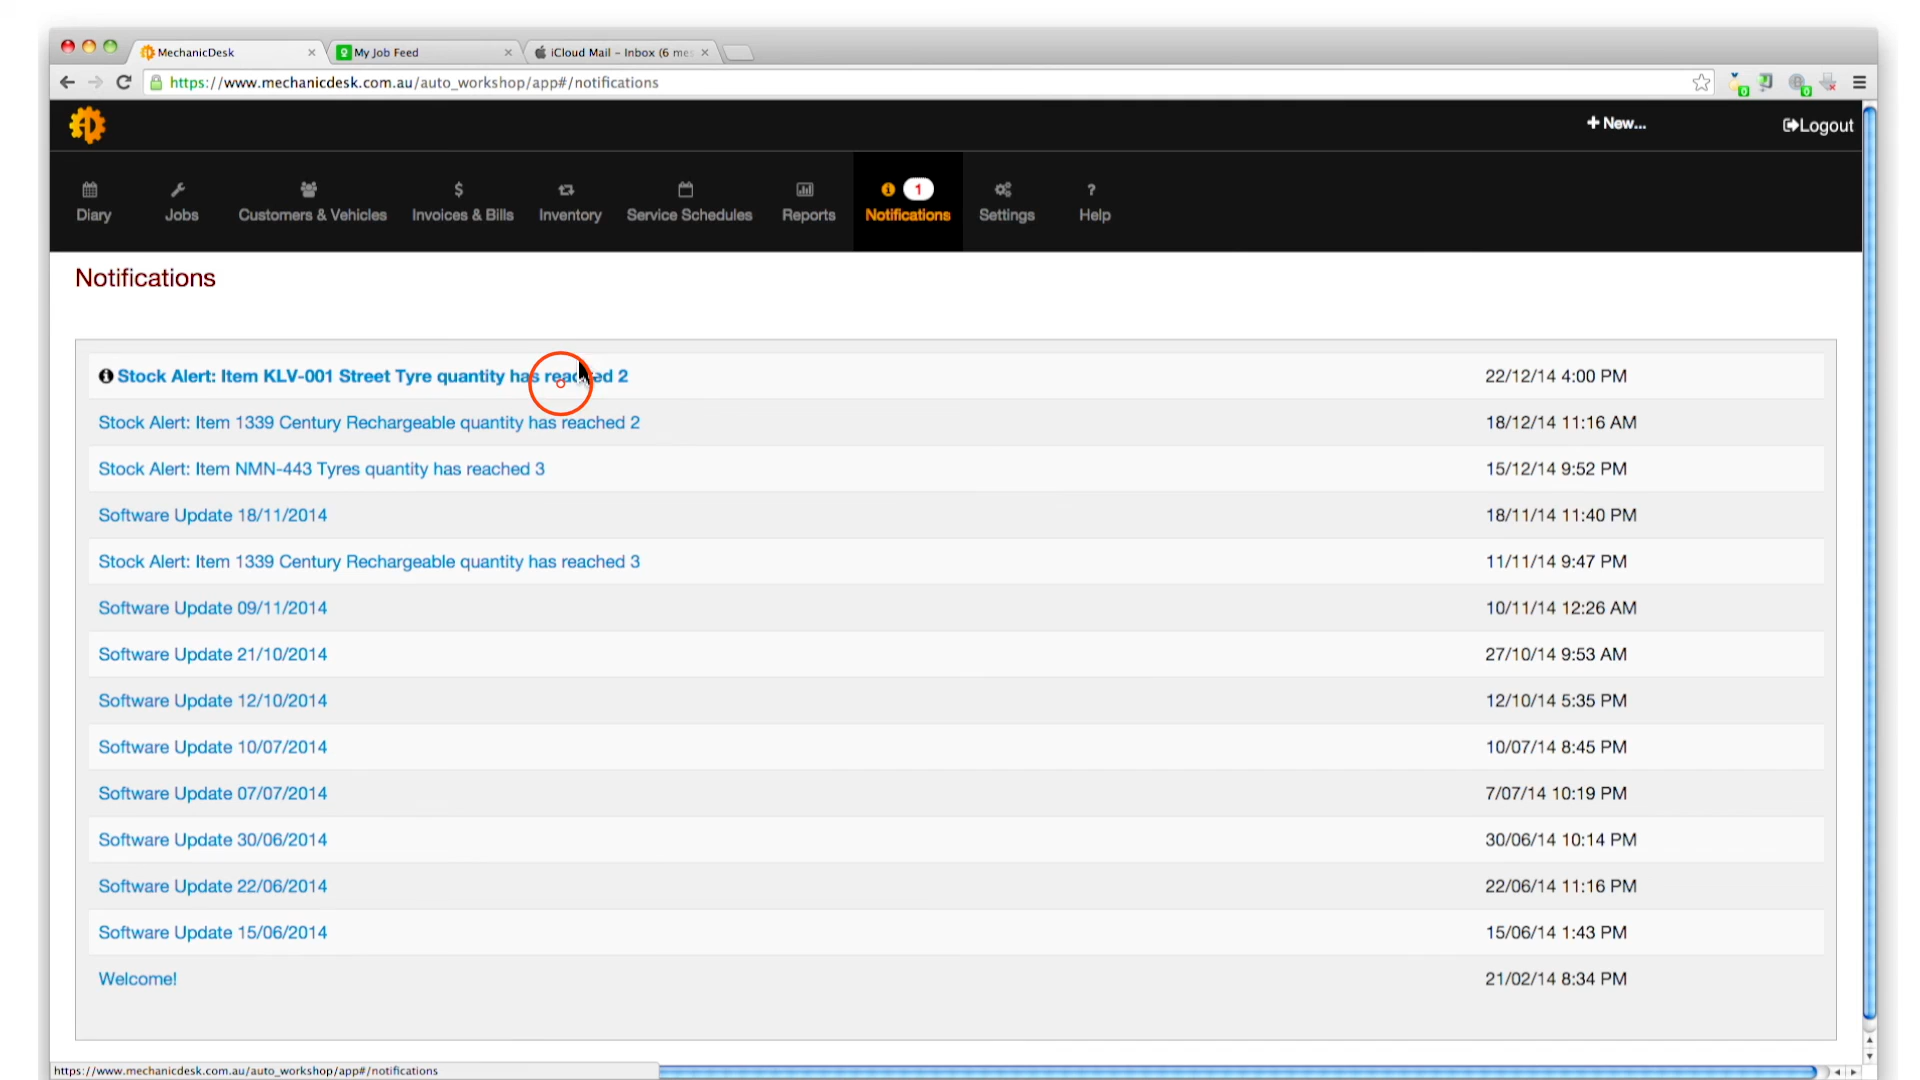 MechanicDesk
My Job Feed
iCloud Mail – Inbox (6 mes
https://www.mechanicdesk.com.au/auto_workshop/app#/notifications
+ New...
Logout
Diary
Jobs
Customers & Vehicles
Invoices & Bills
Inventory
Service Schedules
Reports
1
Notifications
Settings
Help
Notifications
Stock Alert: Item KLV-001 Street Tyre quantity has reached 2 22/12/14 4:00 PM
Stock Alert: Item 1339 Century Rechargeable quantity has reached 2 18/12/14 11:16 AM
Stock Alert: Item NMN-443 Tyres quantity has reached 3 15/12/14 9:52 PM
Software Update 18/11/2014 18/11/14 11:40 PM
Stock Alert: Item 1339 Century Rechargeable quantity has reached 3 11/11/14 9:47 PM
Software Update 09/11/2014 10/11/14 12:26 AM
Software Update 21/10/2014 27/10/14 9:53 AM
Software Update 12/10/2014 12/10/14 5:35 PM
Software Update 10/07/2014 10/07/14 8:45 PM
Software Update 07/07/2014 7/07/14 10:19 PM
Software Update 30/06/2014 30/06/14 10:14 PM
Software Update 22/06/2014 22/06/14 11:16 PM
Software Update 15/06/2014 15/06/14 1:43 PM
Welcome! 21/02/14 8:34 PM
https://www.mechanicdesk.com.au/auto_workshop/app#/notifications